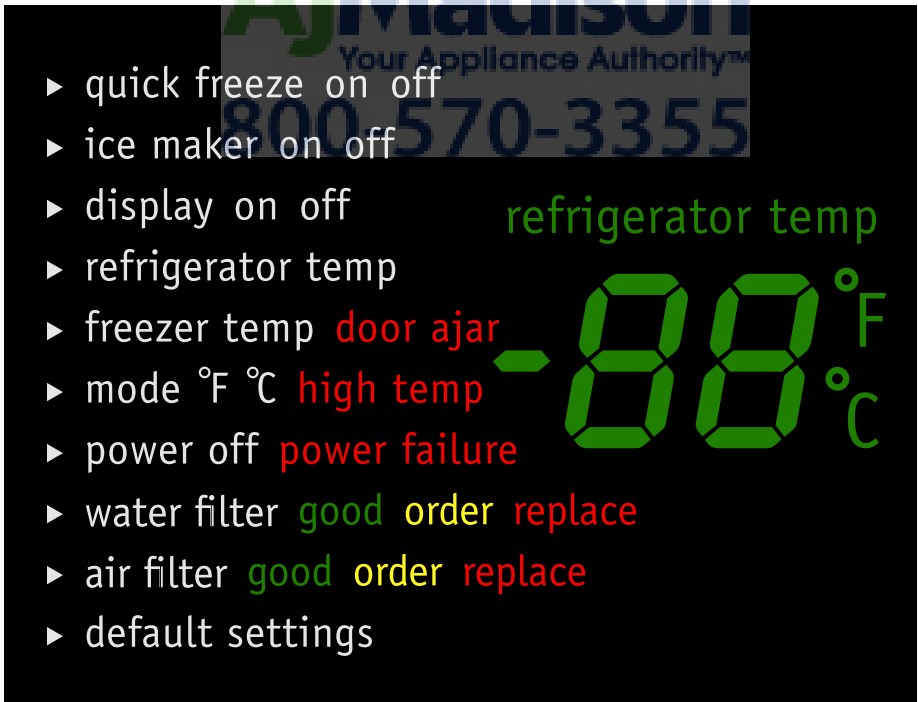 AjMadison
Your Appliance Authority™
800-570-3355
▸ quick freeze on off
▸ ice maker on off
▸ display on off
▸ refrigerator temp
▸ freezer temp door ajar
▸ mode °F °C high temp
▸ power off power failure
▸ water filter good order replace
▸ air filter good order replace
▸ default settings
refrigerator temp
-88 °F °C